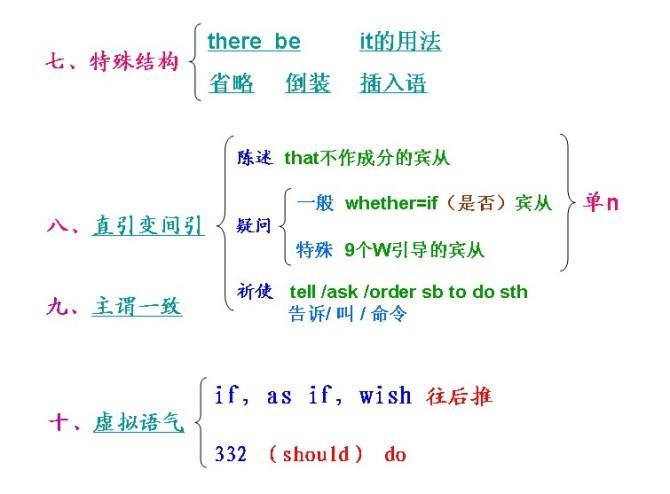 七、特殊结构
there be it的用法
省略 倒装 插入语
八、直引变间引
陈述 that不作成分的宾从
疑问
一般 whether=if（是否）宾从
特殊 9个W引导的宾从
单n
祈使 tell /ask /order sb to do sth
告诉/ 叫 / 命令
九、主谓一致
十、虚拟语气
if, as if, wish 往后推
332 （should） do